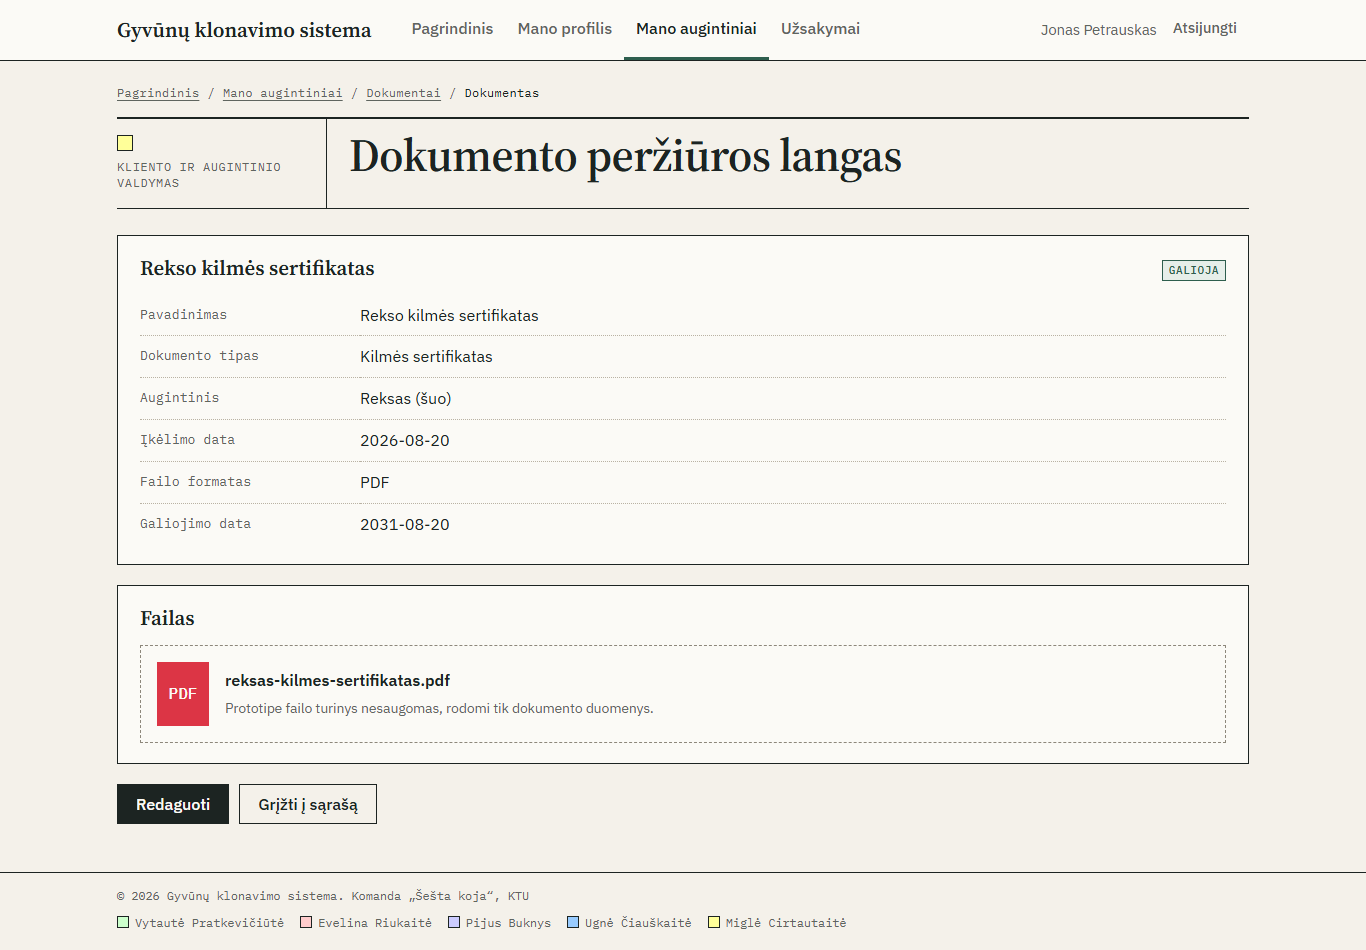 Gyvūnų klonavimo sistema Pagrindinis Mano profilis Mano augintiniai Užsakymai Jonas Petrauskas Atsijungti
Pagrindinis / Mano augintiniai / Dokumentai / Dokumentas
KLIENTO IR AUGINTINIO
VALDYMAS
Dokumento peržiūros langas
Rekso kilmės sertifikatas GALIOJA
Pavadinimas Rekso kilmės sertifikatas
Dokumento tipas Kilmės sertifikatas
Augintinis Reksas (šuo)
Įkėlimo data 2026-08-20
Failo formatas PDF
Galiojimo data 2031-08-20
Failas
PDF
reksas-kilmes-sertifikatas.pdf
Prototipe failo turinys nesaugomas, rodomi tik dokumento duomenys.
Redaguoti Grįžti į sąrašą
© 2026 Gyvūnų klonavimo sistema. Komanda „Šešta koja“, KTU
Vytautė Pratkevičiūtė Evelina Riukaitė Pijus Buknys Ugnė Čiauškaitė Miglė Cirtautaitė